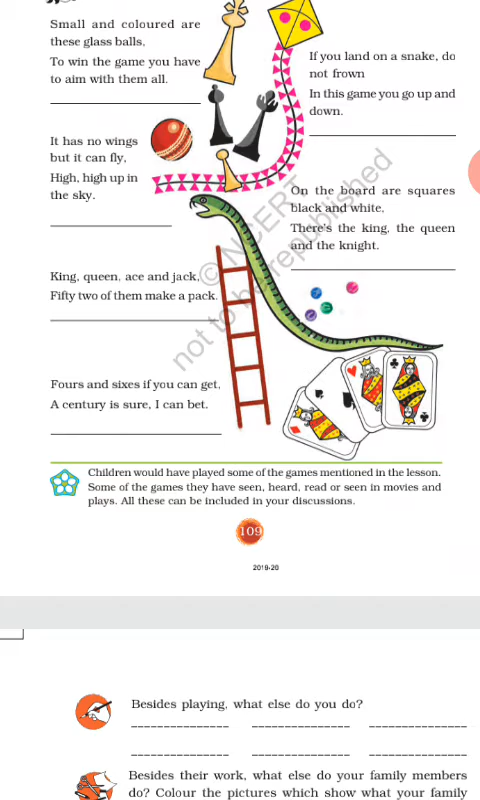 Small and coloured are
these glass balls,
To win the game you have
to aim with them all.
If you land on a snake, do
not frown
In this game you go up and
down.
It has no wings
but it can fly,
High, high up in
the sky.
On the board are squares
black and white,
There's the king, the queen
and the knight.
King, queen, ace and jack,
Fifty two of them make a pack.
Fours and sixes if you can get,
A century is sure, I can bet.
© NCERT
not to be republished
Children would have played some of the games mentioned in the lesson.
Some of the games they have seen, heard, read or seen in movies and
plays. All these can be included in your discussions.
109
2019-20
Besides playing, what else do you do?
Besides their work, what else do your family members
do? Colour the pictures which show what your family